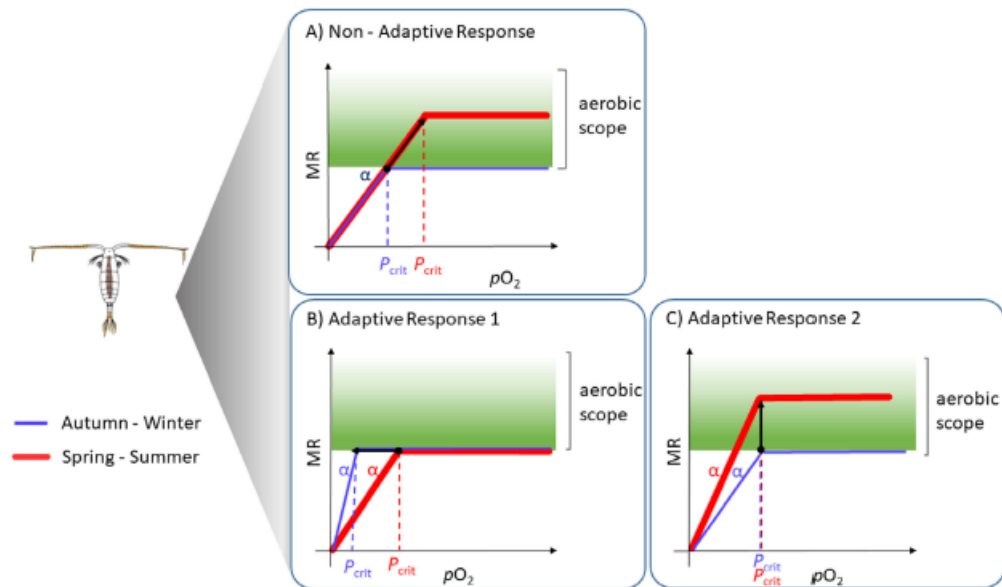 A) Non - Adaptive Response
aerobic
scope
MR
α
Pcrit
Pcrit
pO2
B) Adaptive Response 1
aerobic
scope
MR
α
α
Pcrit
Pcrit
pO2
C) Adaptive Response 2
aerobic
scope
MR
α
α
Pcrit
Pcrit
pO2
Autumn - Winter
Spring - Summer